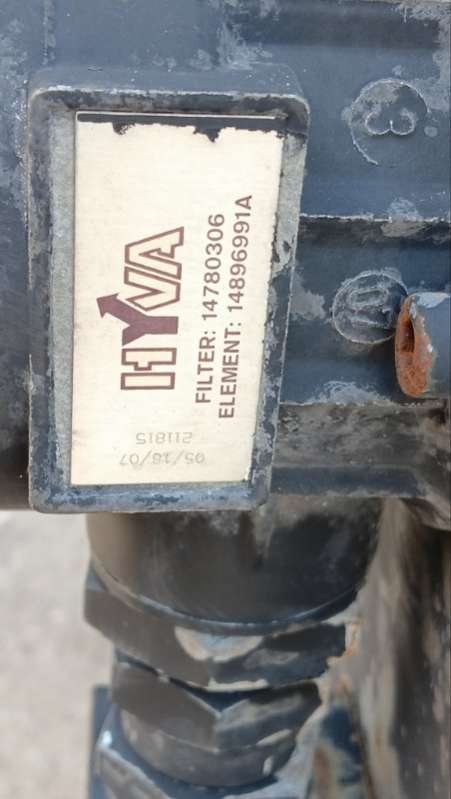 HYVA
FILTER: 14780306
ELEMENT: 14896991A
05/16/07
211815